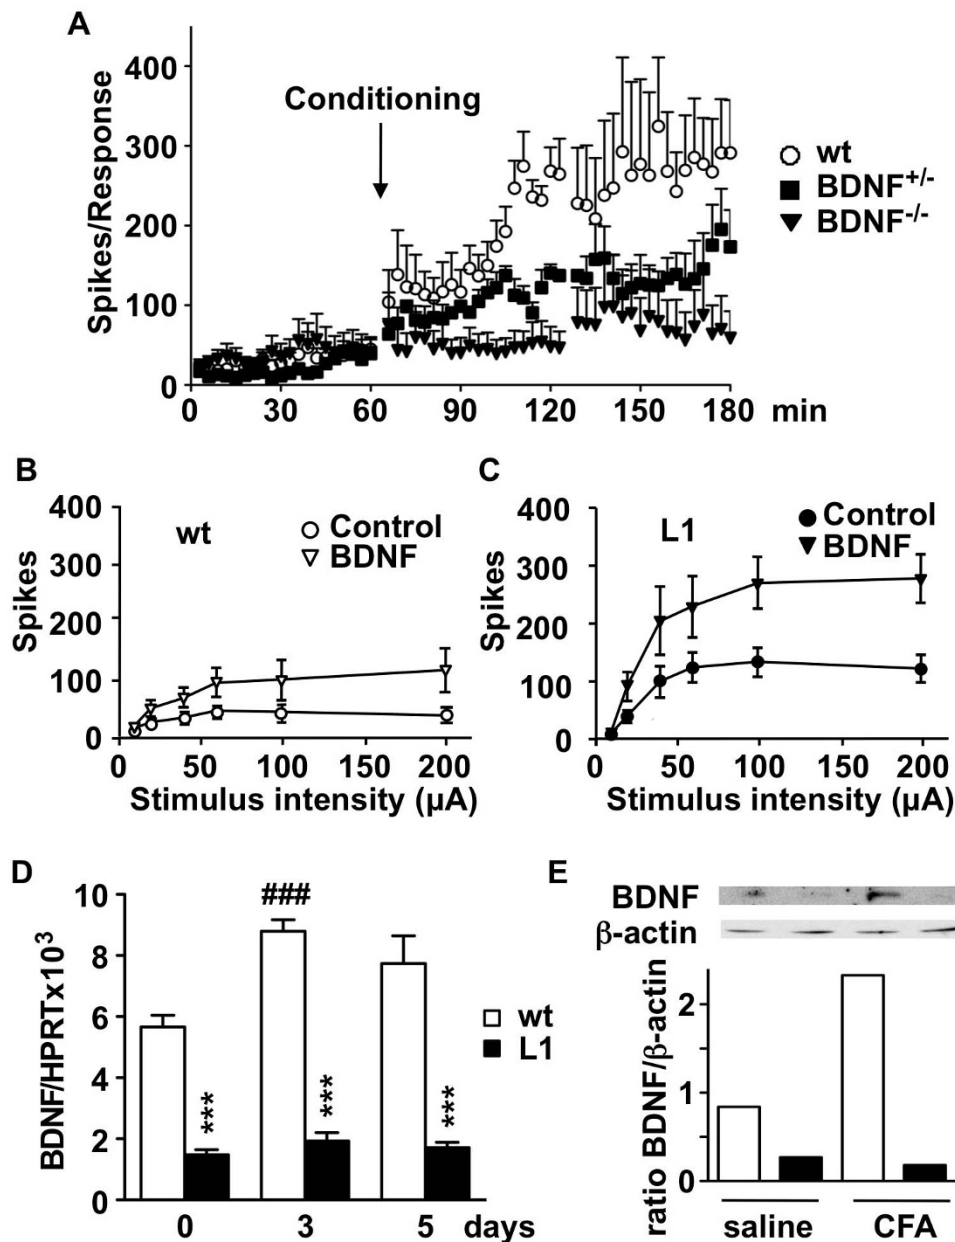 A
Spikes/Response
400
300
200
100
0
Conditioning
wt
BDNF+/-
BDNF-/-
0 30 60 90 120 150 180 min
B
Spikes
400
300
200
100
0
wt
Control
BDNF
0 50 100 150 200
Stimulus intensity (µA)
C
Spikes
400
300
200
100
0
L1
Control
BDNF
0 50 100 150 200
Stimulus intensity (µA)
D
BDNF/HPRTx10³
10
8
6
4
2
0
###
***
***
***
wt
L1
0 3 5 days
E
BDNF
β-actin
ratio BDNF/β-actin
2
1
0
saline CFA